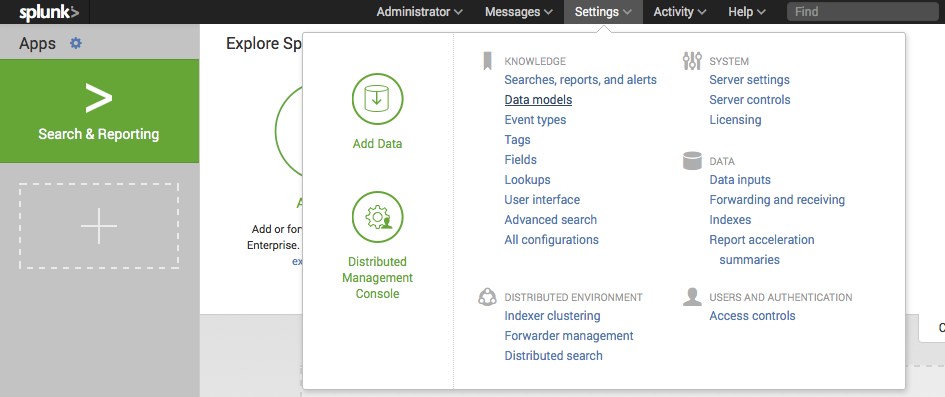 splunk>
Administrator
Messages
Settings
Activity
Help
Find
Apps
Explore Sp
>
Search & Reporting
Add or for
Enterprise.
ex
Add Data
Distributed
Management
Console
KNOWLEDGE
Searches, reports, and alerts
Data models
Event types
Tags
Fields
Lookups
User interface
Advanced search
All configurations
DISTRIBUTED ENVIRONMENT
Indexer clustering
Forwarder management
Distributed search
SYSTEM
Server settings
Server controls
Licensing
DATA
Data inputs
Forwarding and receiving
Indexes
Report acceleration
summaries
USERS AND AUTHENTICATION
Access controls